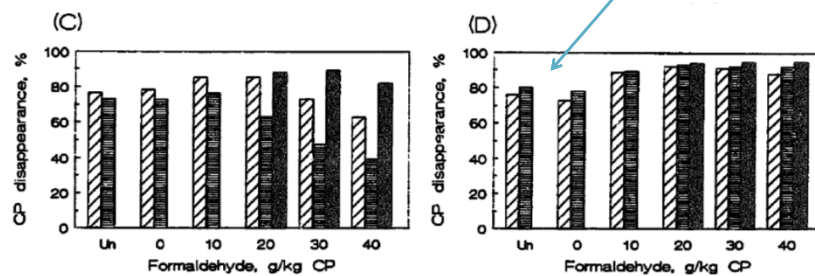 (C)
100
80
60
40
20
0
CP disappearance, %
Un 0 10 20 30 40
Formaldehyde, g/kg CP
(D)
100
80
60
40
20
0
CP disappearance, %
Un 0 10 20 30 40
Formaldehyde, g/kg CP